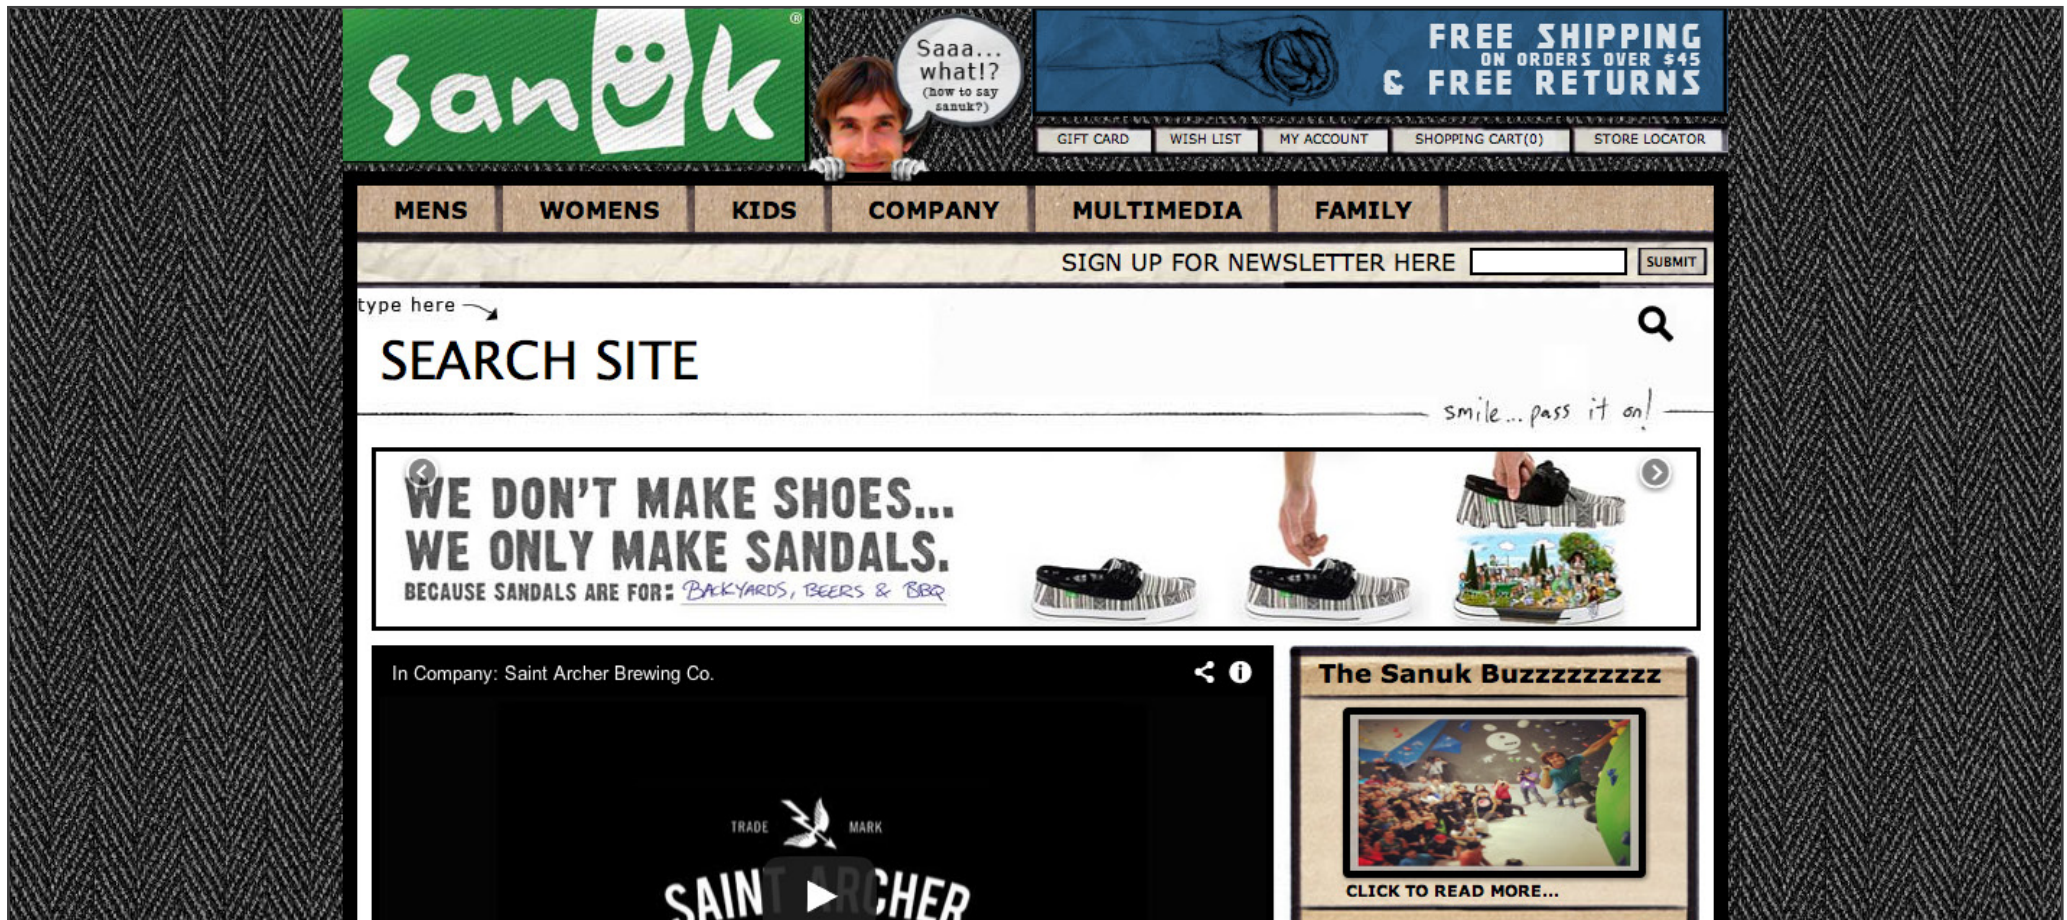 sanuk®
Saaa...
what!?
(how to say
sanuk?)
FREE SHIPPING
ON ORDERS OVER $45
& FREE RETURNS
GIFT CARD
WISH LIST
MY ACCOUNT
SHOPPING CART(0)
STORE LOCATOR
MENS
WOMENS
KIDS
COMPANY
MULTIMEDIA
FAMILY
SIGN UP FOR NEWSLETTER HERE
SUBMIT
type here
SEARCH SITE
smile...pass it on!
WE DON'T MAKE SHOES...
WE ONLY MAKE SANDALS.
BECAUSE SANDALS ARE FOR: BACKYARDS, BEERS & BBQ
In Company: Saint Archer Brewing Co.
TRADE MARK
SAINT ARCHER
The Sanuk Buzzzzzzzzz
CLICK TO READ MORE...